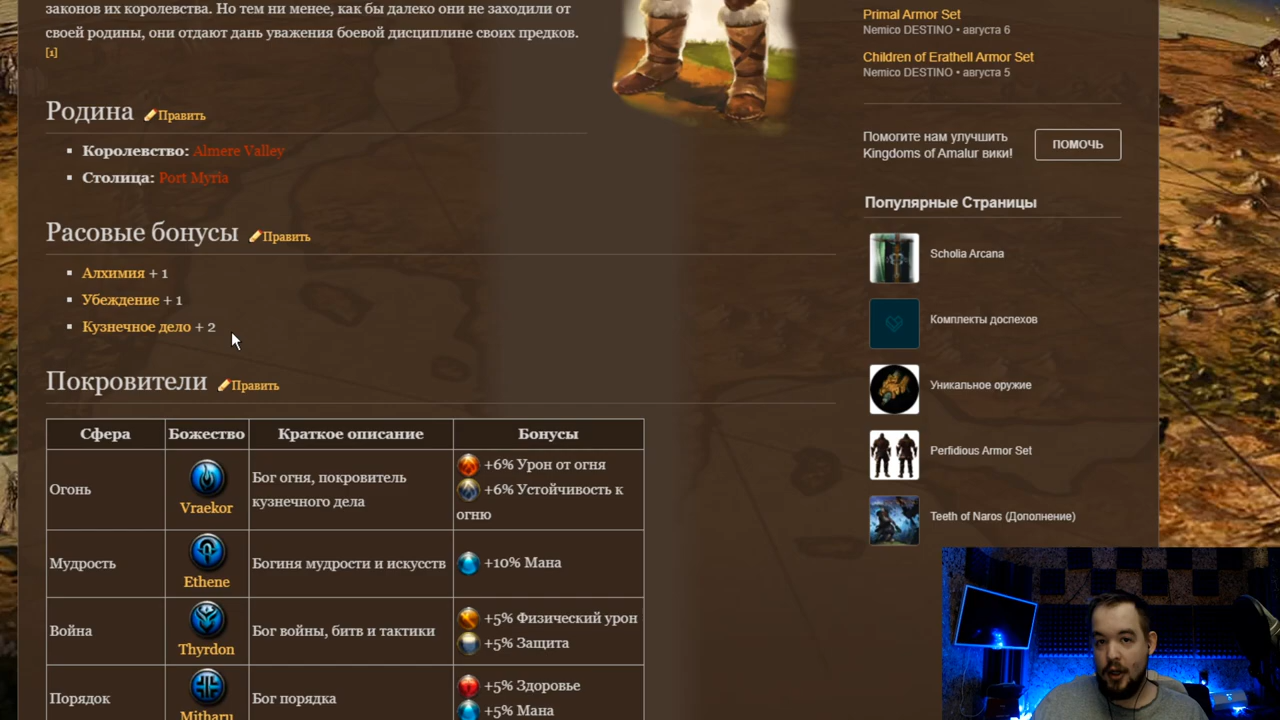 законов их королевства. Но тем ни менее, как бы далеко они не заходили от
своей родины, они отдают дань уважения боевой дисциплине своих предков.
[1]
Родина Править
Королевство: Almere Valley
Столица: Port Myria
Расовые бонусы Править
Алхимия + 1
Убеждение + 1
Кузнечное дело + 2
Покровители Править
Сфера Божество Краткое описание Бонусы
Огонь Vraekor Бог огня, покровитель
кузнечного дела
+6% Урон от огня
+6% Устойчивость к
огню
Мудрость Ethene Богиня мудрости и искусств +10% Мана
Война Thyrdon Бог войны, битв и тактики +5% Физический урон
+5% Защита
Порядок Mitharu Бог порядка +5% Здоровье
+5% Мана
Primal Armor Set
Nemico DESTINO • августа 6
Children of Erathell Armor Set
Nemico DESTINO • августа 5
Помогите нам улучшить
Kingdoms of Amalur вики!
ПОМОЧЬ
Популярные Страницы
Scholia Arcana
Комплекты доспехов
Уникальное оружие
Perfidious Armor Set
Teeth of Naros (Дополнение)